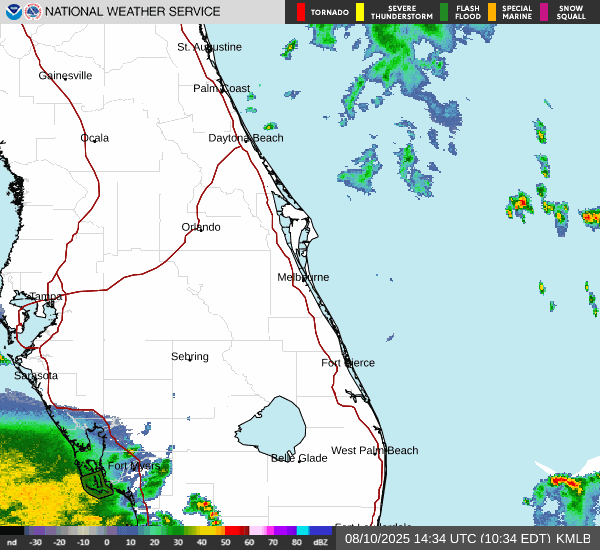 NATIONAL WEATHER SERVICE
TORNADO
SEVERE THUNDERSTORM
FLASH FLOOD
SPECIAL MARINE
SNOW SQUALL
St. Augustine
Gainesville
Palm Coast
Ocala
Daytona Beach
Orlando
Melbourne
Tampa
Sebring
Fort Pierce
Sarasota
West Palm Beach
Belle Glade
Fort Myers
nd -30 -20 -10 0 10 20 30 40 50 60 70 80 dBZ
08/10/2025 14:34 UTC (10:34 EDT) KMLB